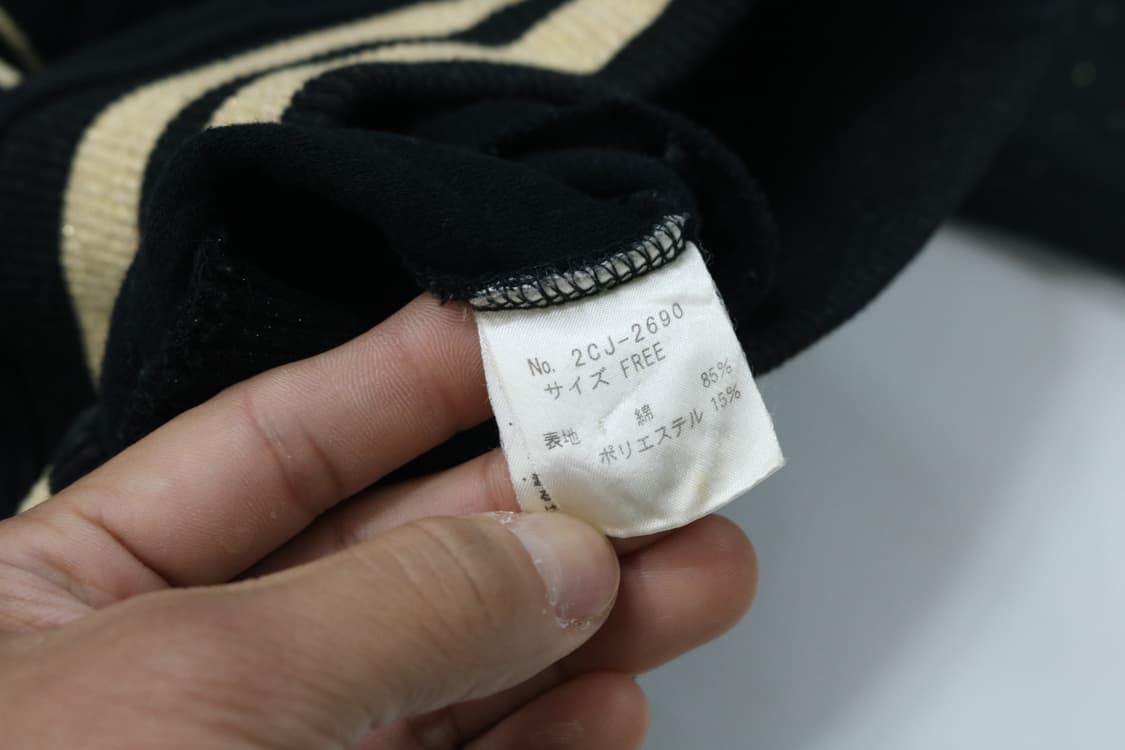 No. 2CJ-2690
サイズ FREE
表地 綿 85%
ポリエステル 15%